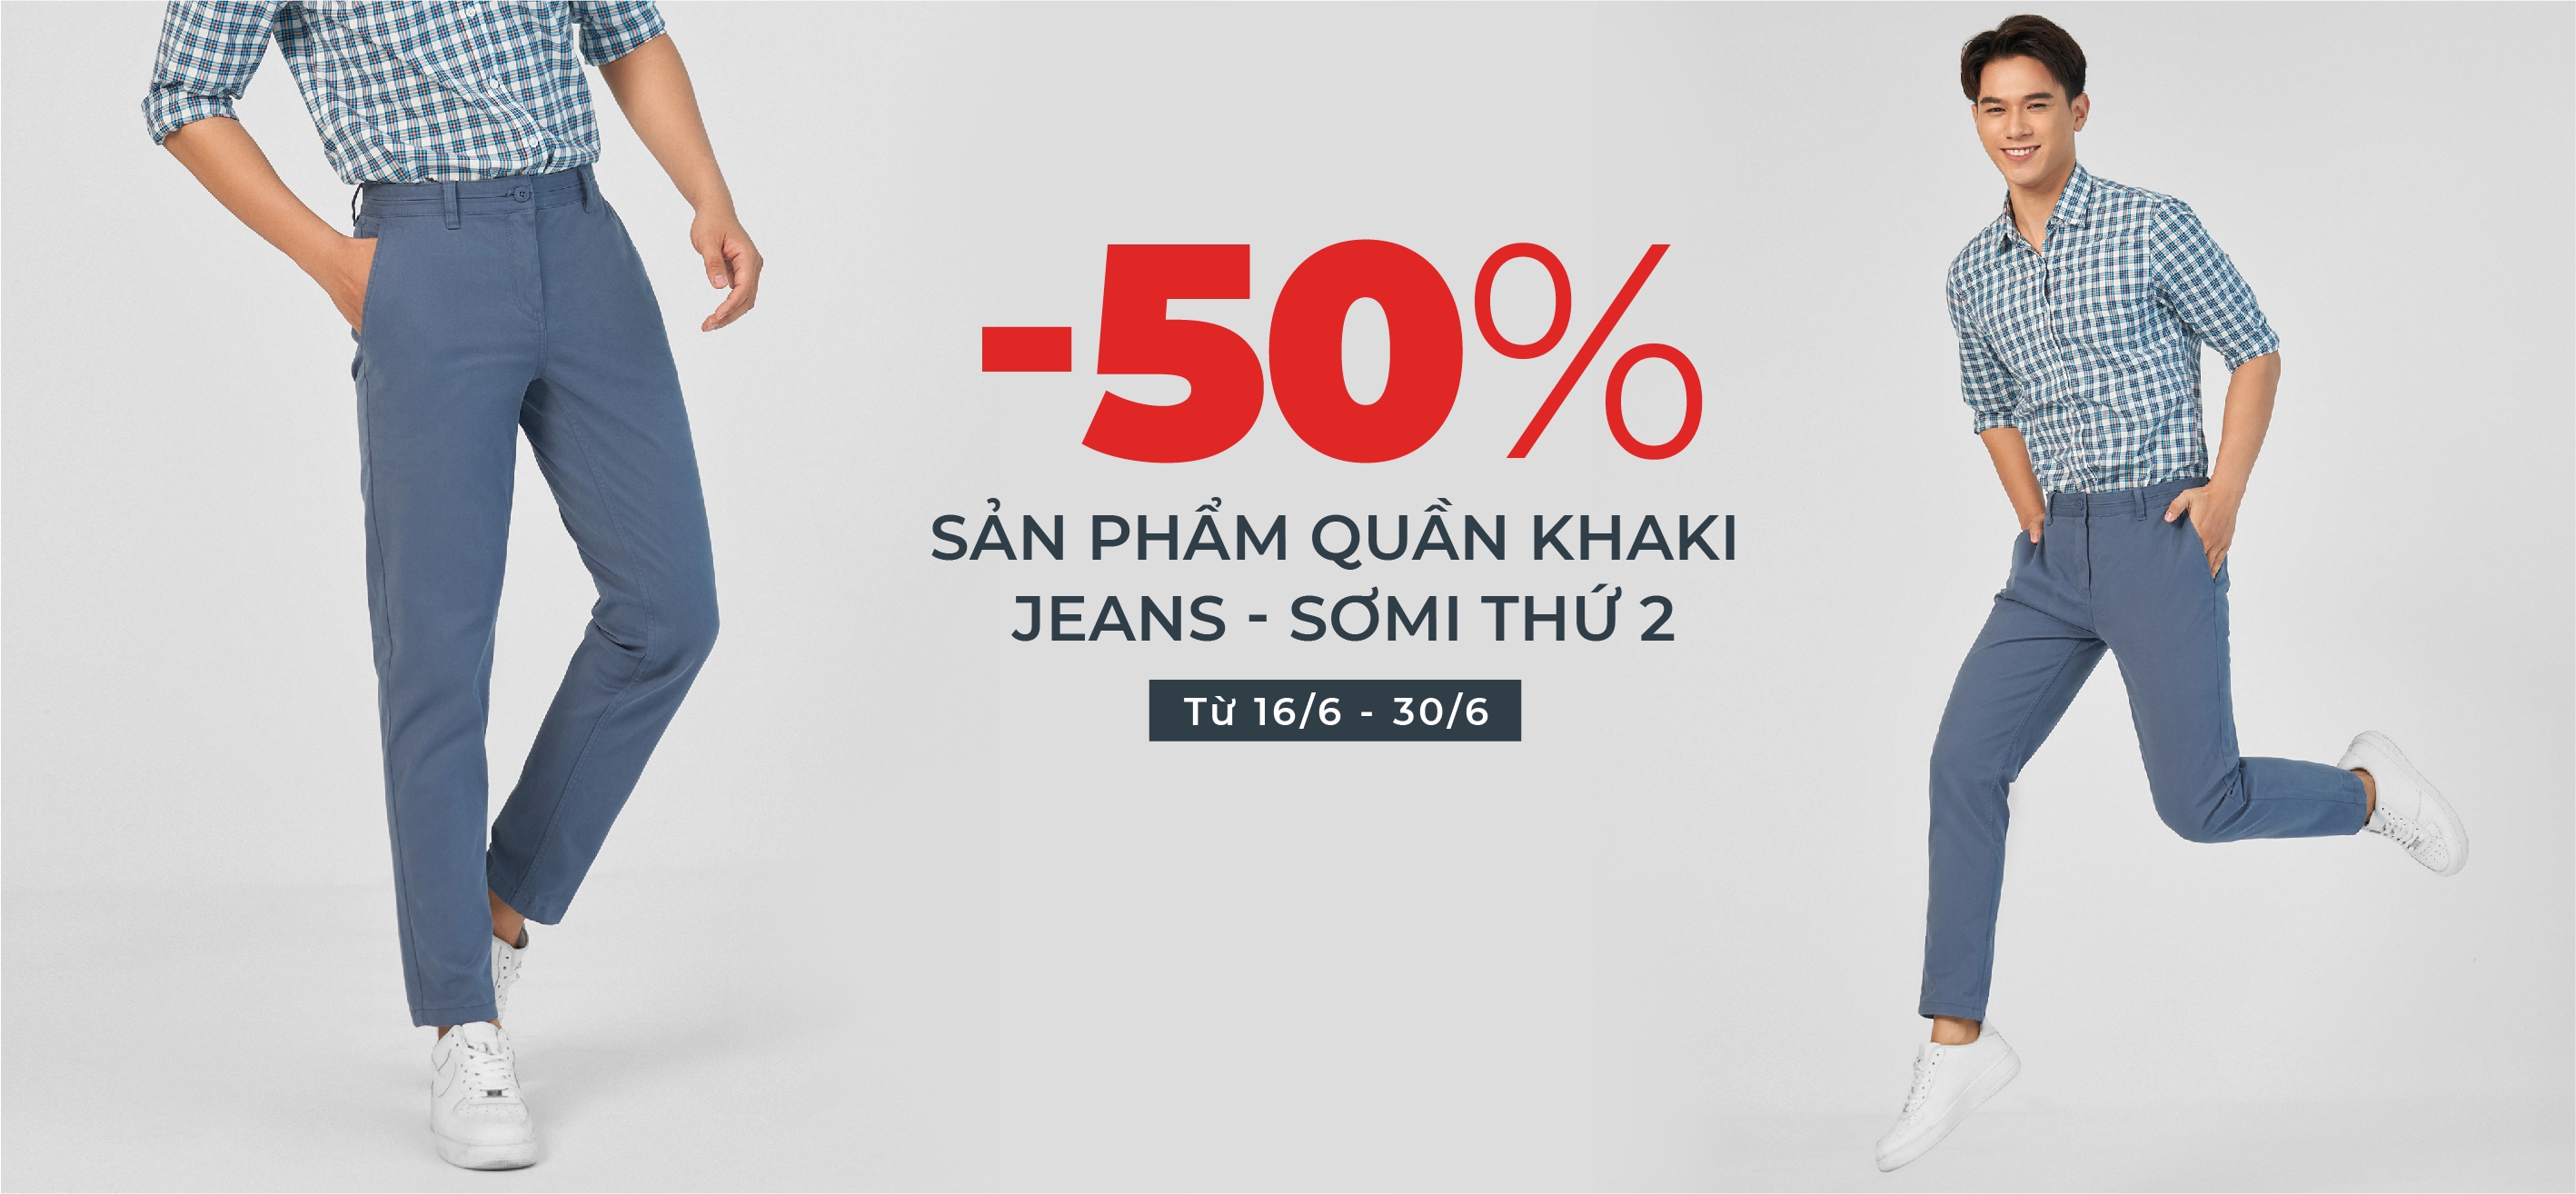 -50%
SẢN PHẨM QUẦN KHAKI
JEANS - SƠMI THỨ 2
Từ 16/6 - 30/6